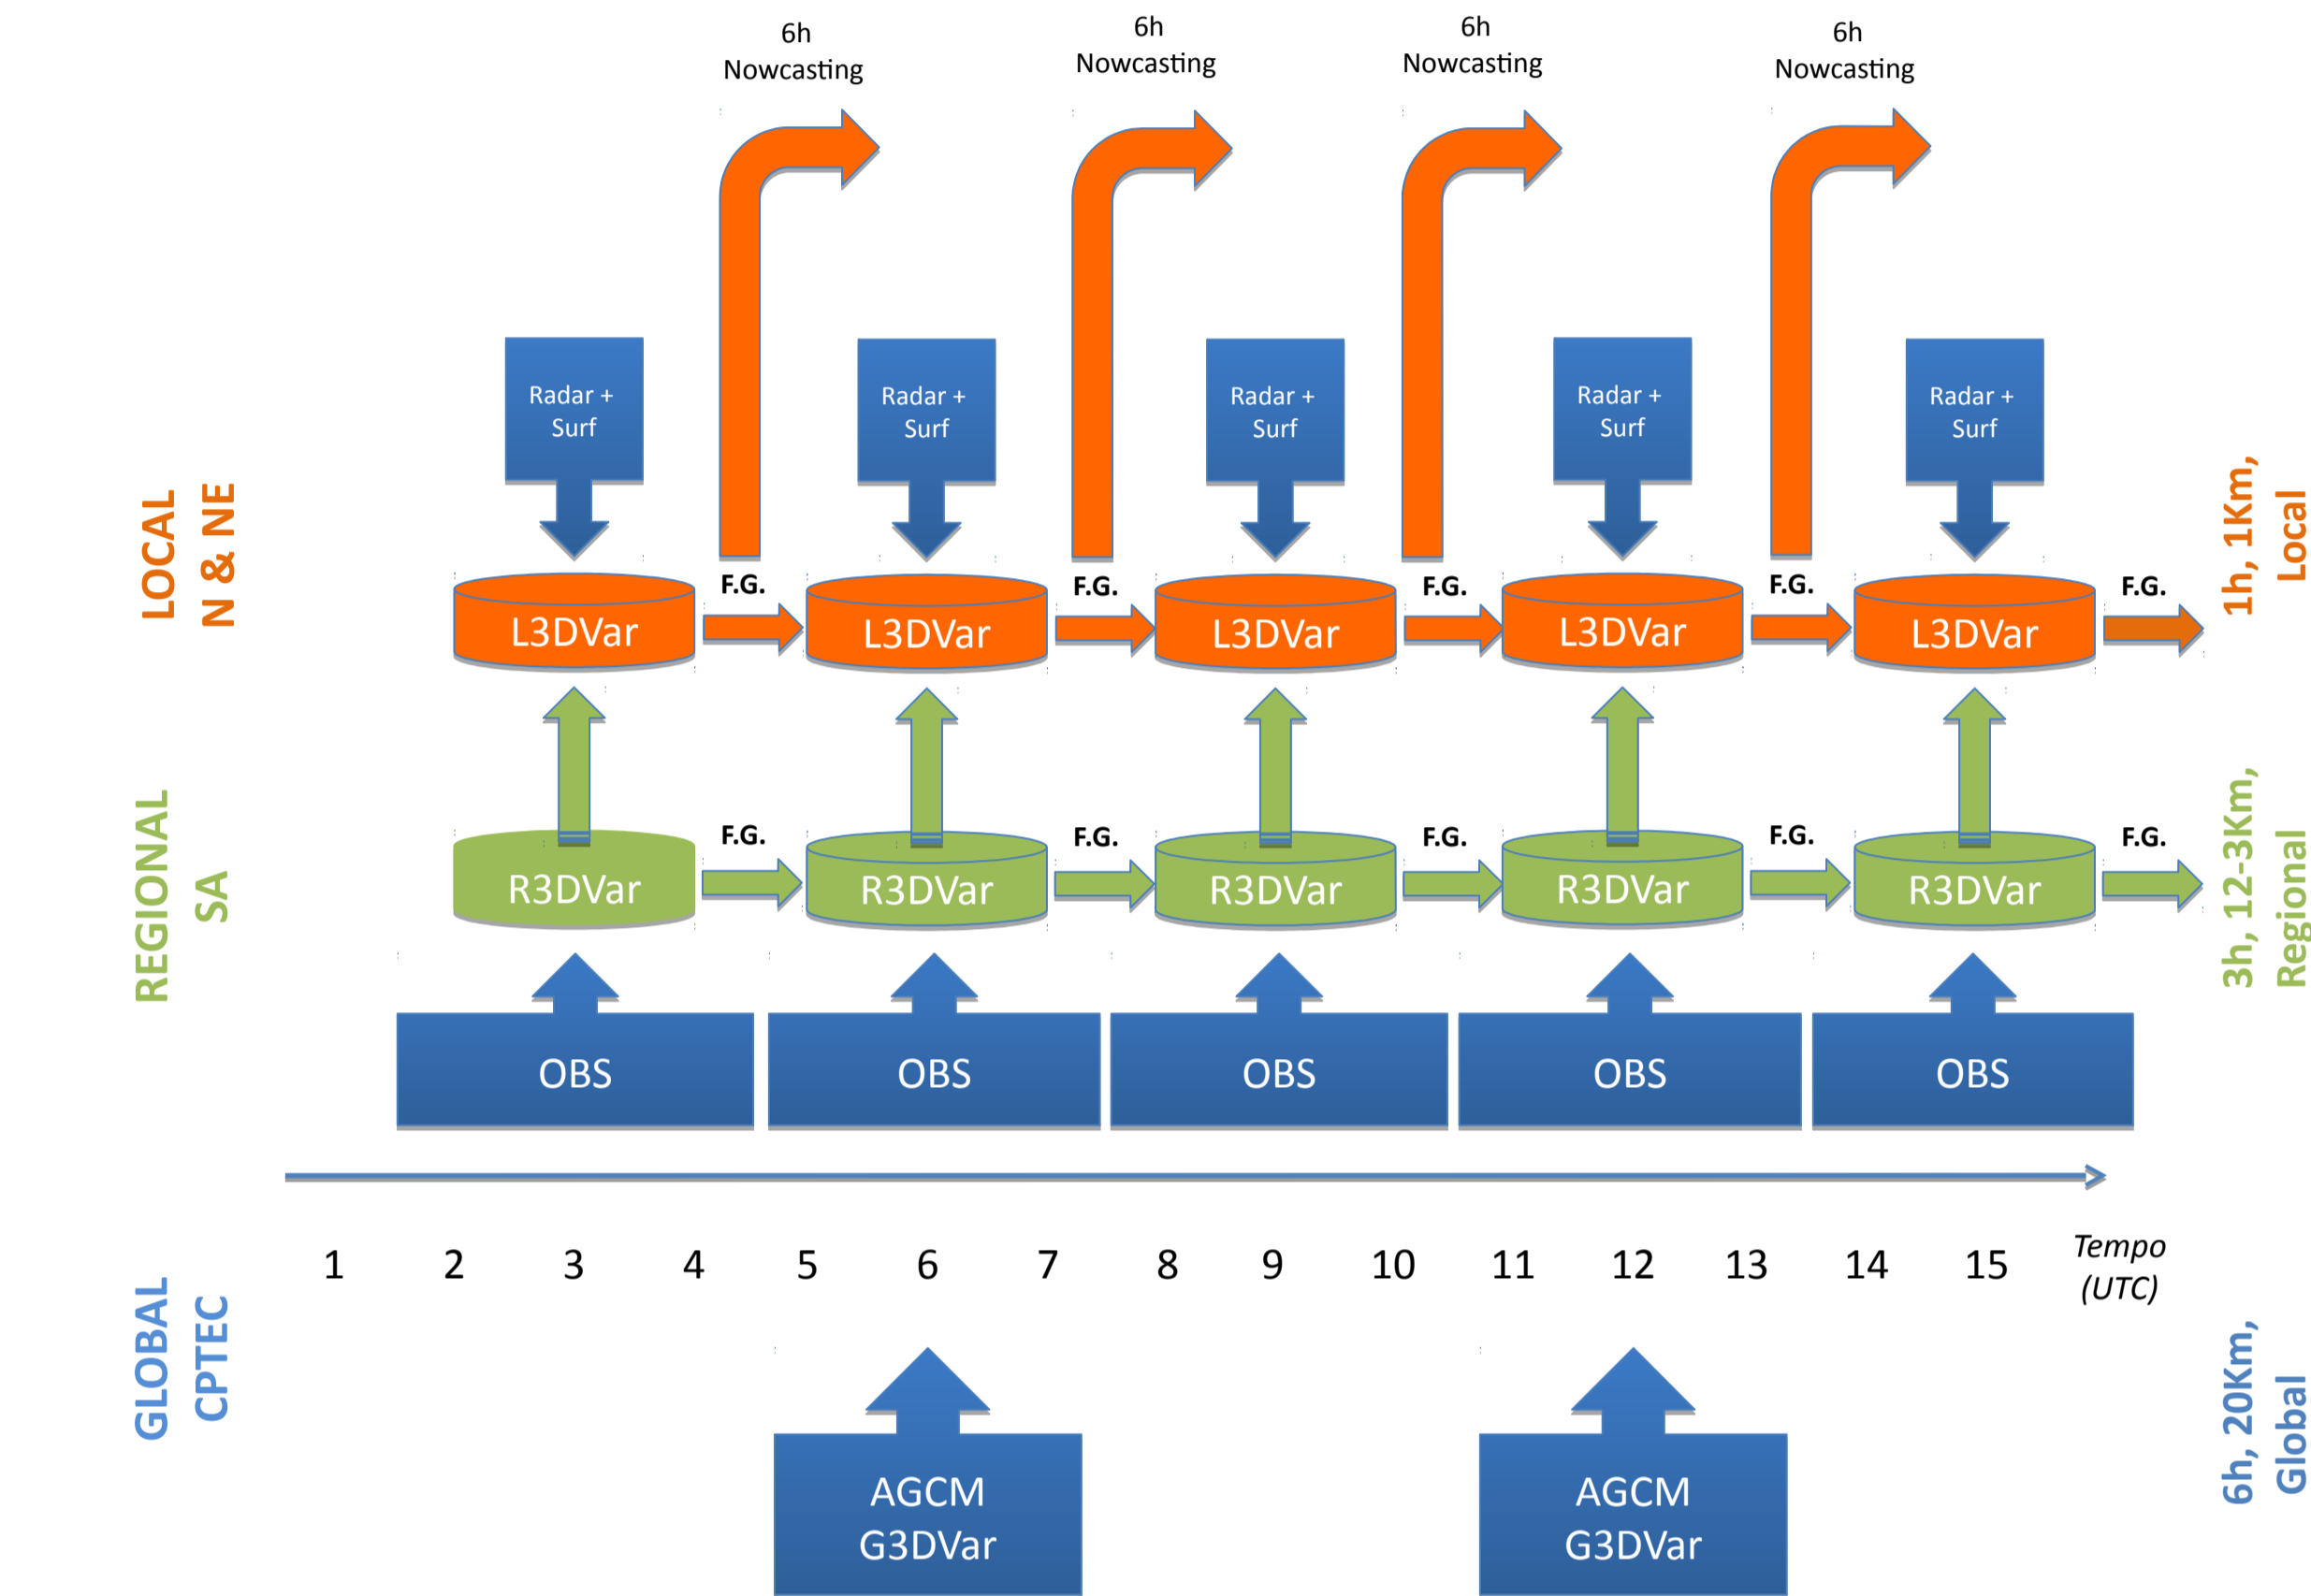 6h
Nowcasting
6h
Nowcasting
6h
Nowcasting
6h
Nowcasting
LOCAL
N & NE
Radar +
Surf
Radar +
Surf
Radar +
Surf
Radar +
Surf
Radar +
Surf
1h, 1Km,
Local
L3DVar
F.G.
L3DVar
F.G.
L3DVar
F.G.
L3DVar
F.G.
L3DVar
F.G.
REGIONAL
SA
R3DVar
F.G.
R3DVar
F.G.
R3DVar
F.G.
R3DVar
F.G.
R3DVar
F.G.
3h, 12-3Km,
Regional
OBS
OBS
OBS
OBS
OBS
1 2 3 4 5 6 7 8 9 10 11 12 13 14 15
Tempo
(UTC)
GLOBAL
CPTEC
AGCM
G3DVar
AGCM
G3DVar
6h, 20Km,
Global